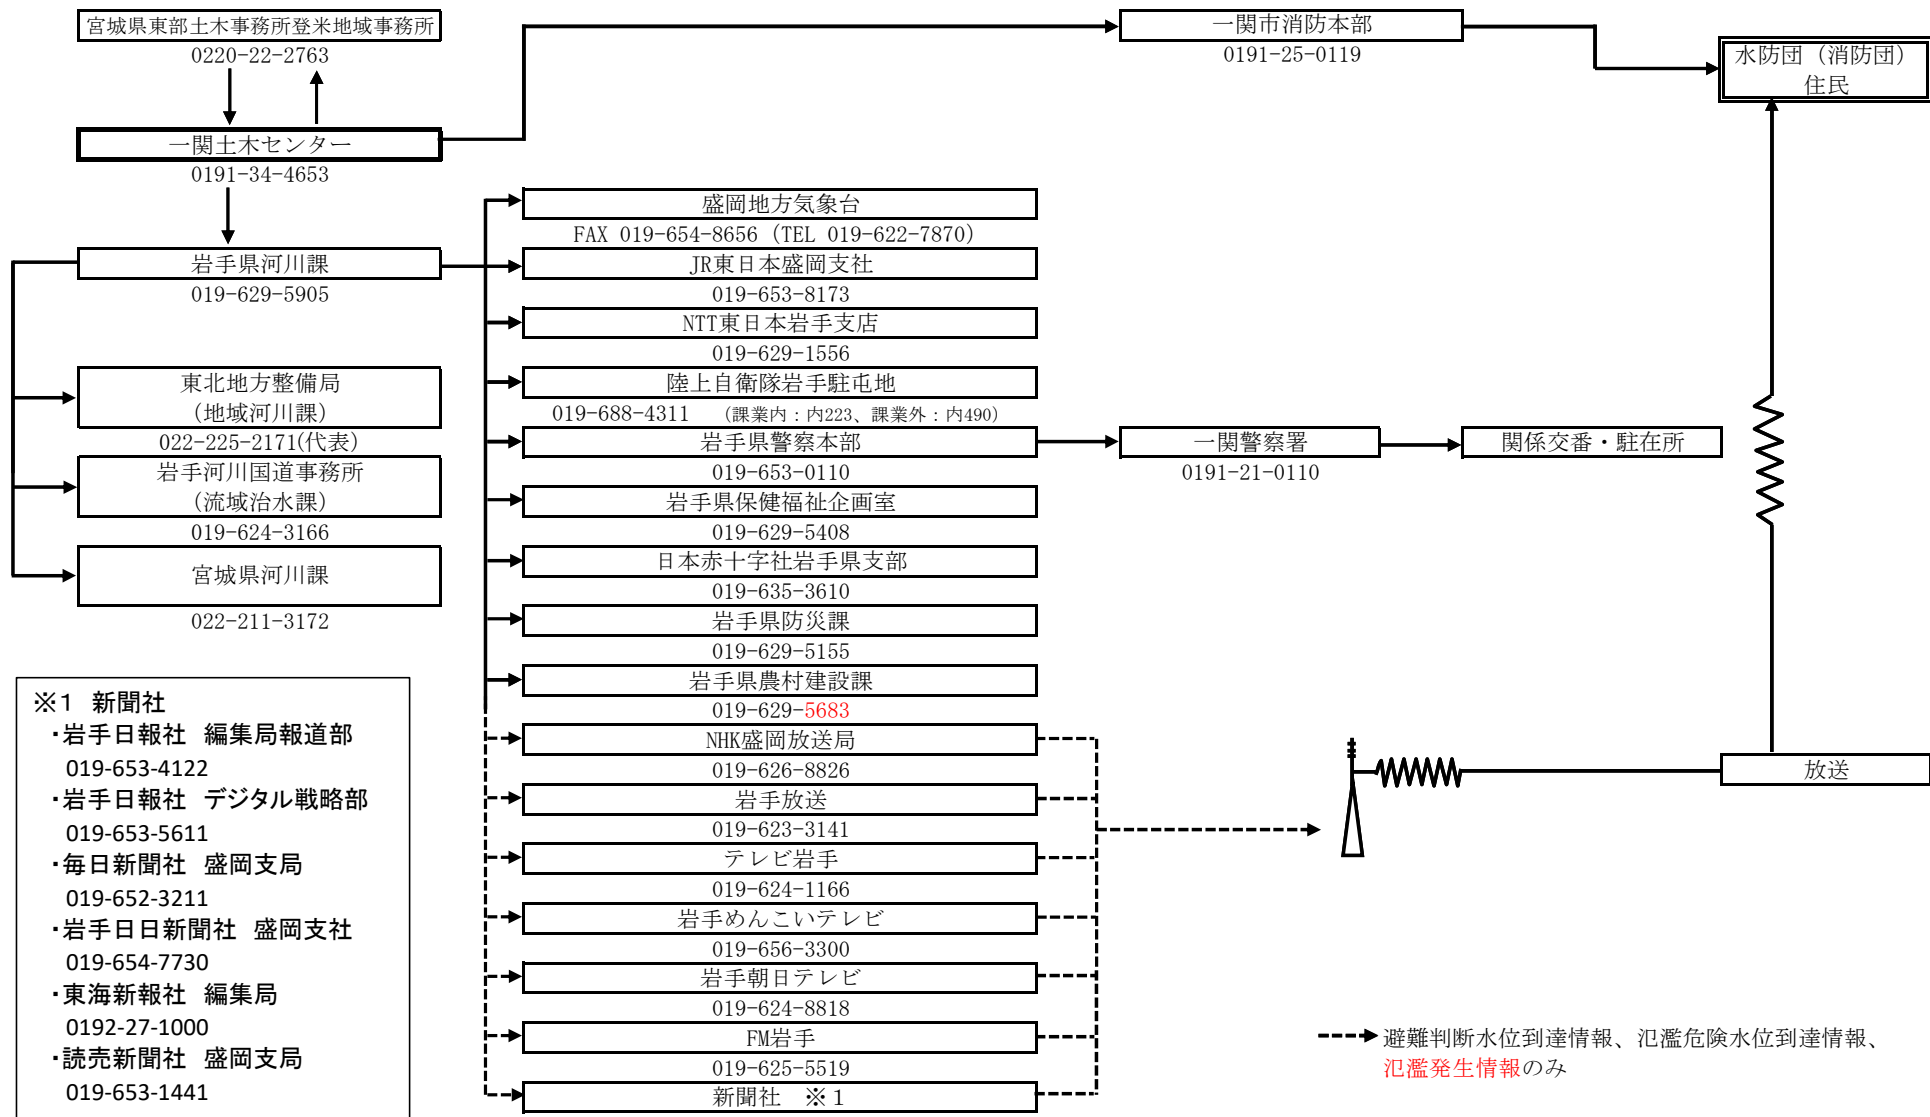 宮城県東部土木事務所登米地域事務所
0220-22-2763
一関土木センター
0191-34-4653
岩手県河川課
019-629-5905
東北地方整備局
（地域河川課）
022-225-2171(代表)
岩手河川国道事務所
（流域治水課）
019-624-3166
宮城県河川課
022-211-3172
※1　新聞社
・岩手日報社　編集局報道部
019-653-4122
・岩手日報社　デジタル戦略部
019-653-5611
・毎日新聞社　盛岡支局
019-652-3211
・岩手日日新聞社　盛岡支社
019-654-7730
・東海新報社　編集局
0192-27-1000
・読売新聞社　盛岡支局
019-653-1441
盛岡地方気象台
FAX 019-654-8656（TEL 019-622-7870）
JR東日本盛岡支社
019-653-8173
NTT東日本岩手支店
019-629-1556
陸上自衛隊岩手駐屯地
019-688-4311　（課業内：内223、課業外：内490）
岩手県警察本部
019-653-0110
岩手県保健福祉企画室
019-629-5408
日本赤十字社岩手県支部
019-635-3610
岩手県防災課
019-629-5155
岩手県農村建設課
019-629-5683
NHK盛岡放送局
019-626-8826
岩手放送
019-623-3141
テレビ岩手
019-624-1166
岩手めんこいテレビ
019-656-3300
岩手朝日テレビ
019-624-8818
FM岩手
019-625-5519
新聞社　※1
一関市消防本部
0191-25-0119
水防団（消防団）
住民
一関警察署
0191-21-0110
関係交番・駐在所
放送
避難判断水位到達情報、氾濫危険水位到達情報、
氾濫発生情報のみ